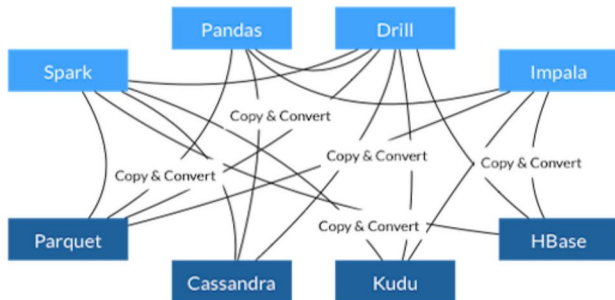 Pandas
Drill
Spark
Impala
Copy & Convert
Copy & Convert
Copy & Convert
Copy & Convert
Copy & Convert
Parquet
HBase
Cassandra
Kudu